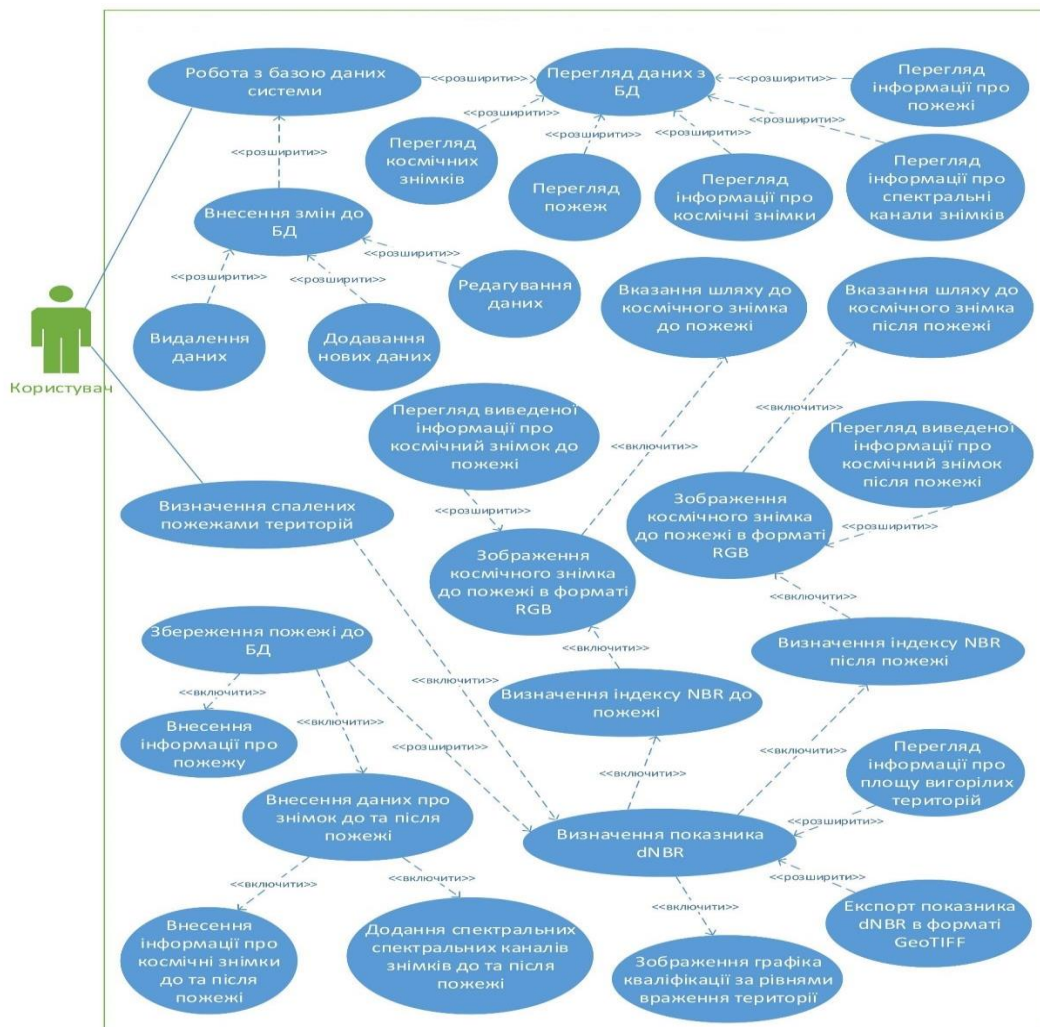 Робота з базою даних
системи
<<розширити>>
Перегляд даних з
БД
<<розширити>>
Перегляд
інформації про
пожежі
<<розширити>>
<<розширити>>
<<розширити>>
<<розширити>>
<<розширити>>
Перегляд
космічних
знімків
Перегляд
пожеж
Перегляд
інформації про
космічні знімки
Перегляд
інформації про
спектральні
канали знімків
Внесення змін до
БД
<<розширити>>
<<розширити>>
<<розширити>>
Видалення
даних
Додавання
нових даних
Редагування
даних
Вказання шляху до
космічного знімка
до пожежі
Вказання шляху до
космічного знімка
після пожежі
Користувач
Перегляд виведеної
інформації про
космічний знімок до
пожежі
<<включити>>
<<включити>>
Перегляд виведеної
інформації про
космічний знімок
після пожежі
Визначення спалених
пожежами територій
<<розширити>>
Зображення
космічного знімка
до пожежі в форматі
RGB
Зображення
космічного знімка
до пожежі в форматі
RGB
<<розширити>>
<<включити>>
<<включити>>
Збереження пожежі до
БД
Визначення індексу NBR
після пожежі
<<включити>>
Визначення індексу NBR до
пожежі
<<включити>>
<<включити>>
<<розширити>>
Внесення
інформації про
пожежу
<<включити>>
<<включити>>
Перегляд
інформації про
площу вигорілих
територій
Внесення даних про
знімок до та після
пожежі
Визначення показника
dNBR
<<розширити>>
<<включити>>
<<включити>>
<<включити>>
<<розширити>>
Внесення
інформації про
космічні знімки
до та після
пожежі
Додання спектральних
спектральних каналів
знімків до та після
пожежі
Зображення графіка
кваліфікації за рівнями
враження території
Експорт показника
dNBR в форматі
GeoTIFF